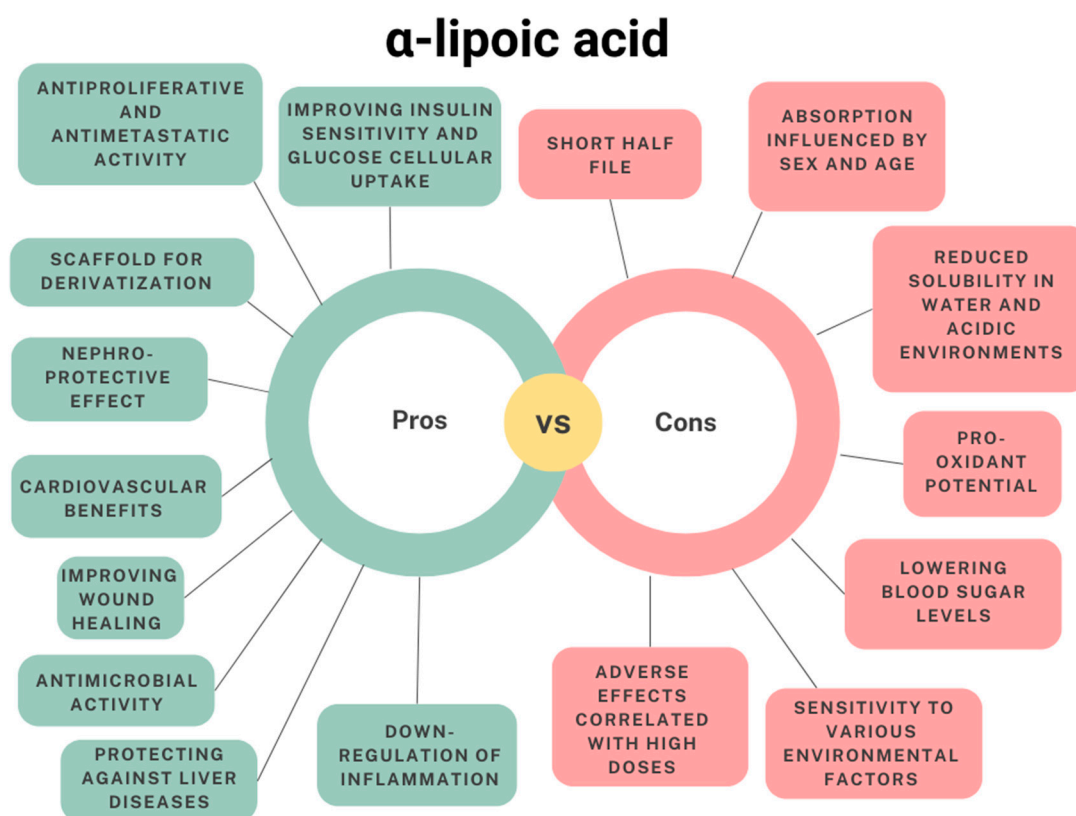 α-lipoic acid
ANTIPROLIFERATIVE
AND
ANTIMETASTATIC
ACTIVITY
IMPROVING INSULIN
SENSITIVITY AND
GLUCOSE CELLULAR
UPTAKE
SCAFFOLD FOR
DERIVATIZATION
NEPHRO-
PROTECTIVE
EFFECT
CARDIOVASCULAR
BENEFITS
IMPROVING
WOUND
HEALING
ANTIMICROBIAL
ACTIVITY
PROTECTING
AGAINST LIVER
DISEASES
DOWN-
REGULATION OF
INFLAMMATION
Pros
vs
Cons
SHORT HALF
FILE
ABSORPTION
INFLUENCED BY
SEX AND AGE
REDUCED
SOLUBILITY IN
WATER AND
ACIDIC
ENVIRONMENTS
PRO-
OXIDANT
POTENTIAL
LOWERING
BLOOD SUGAR
LEVELS
SENSITIVITY TO
VARIOUS
ENVIRONMENTAL
FACTORS
ADVERSE
EFFECTS
CORRELATED
WITH HIGH
DOSES